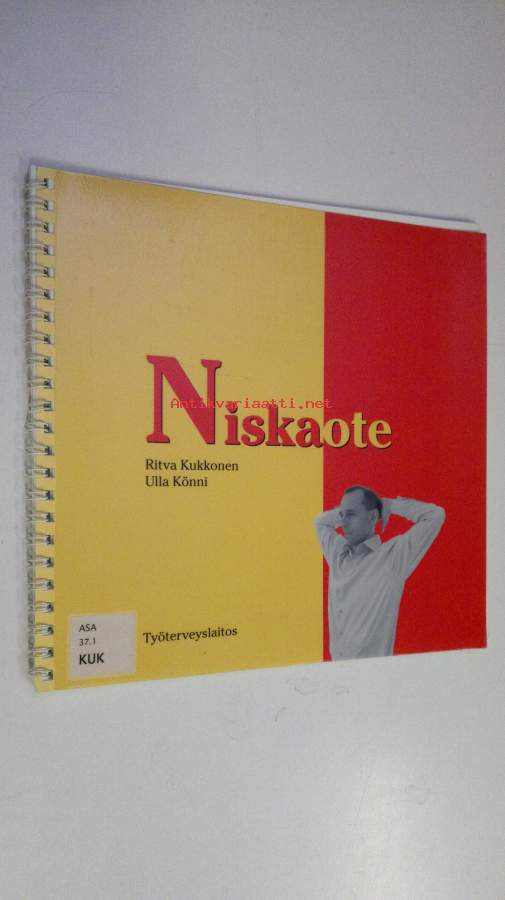 Niskaote
Antikvariaatti.net
Ritva Kukkonen
Ulla Könni
ASA
37.1
KUK
Työterveyslaitos